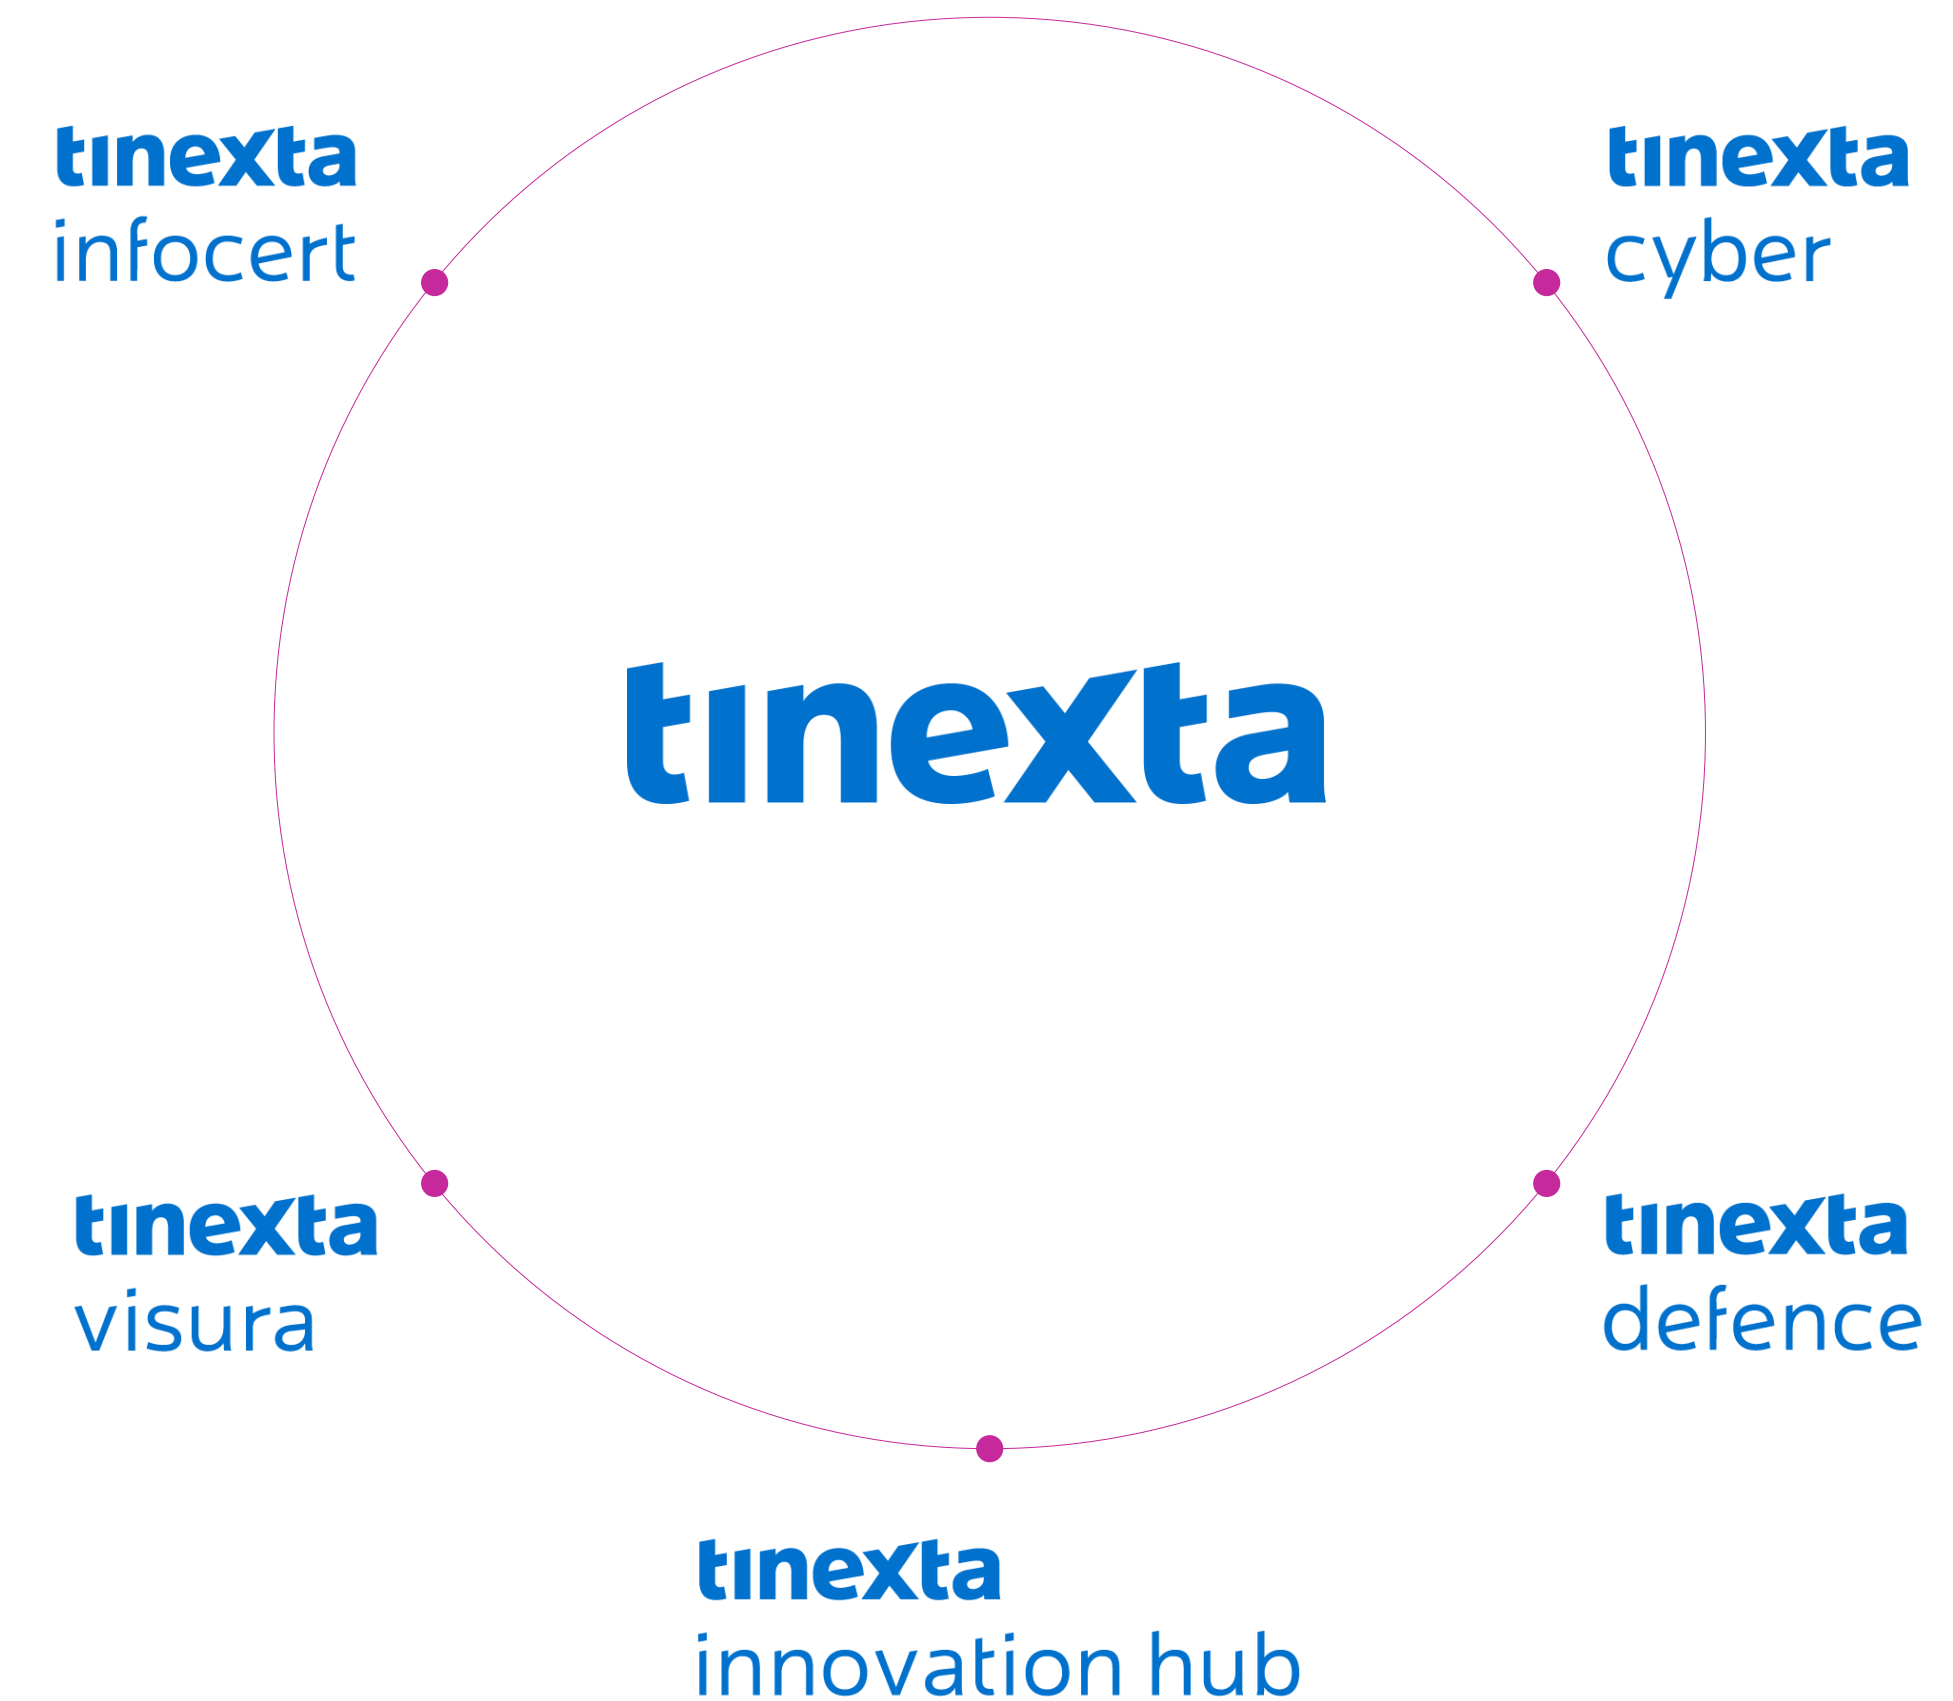 tinexta
infocert
tinexta
cyber
tinexta
tinexta
visura
tinexta
defence
tinexta
innovation hub